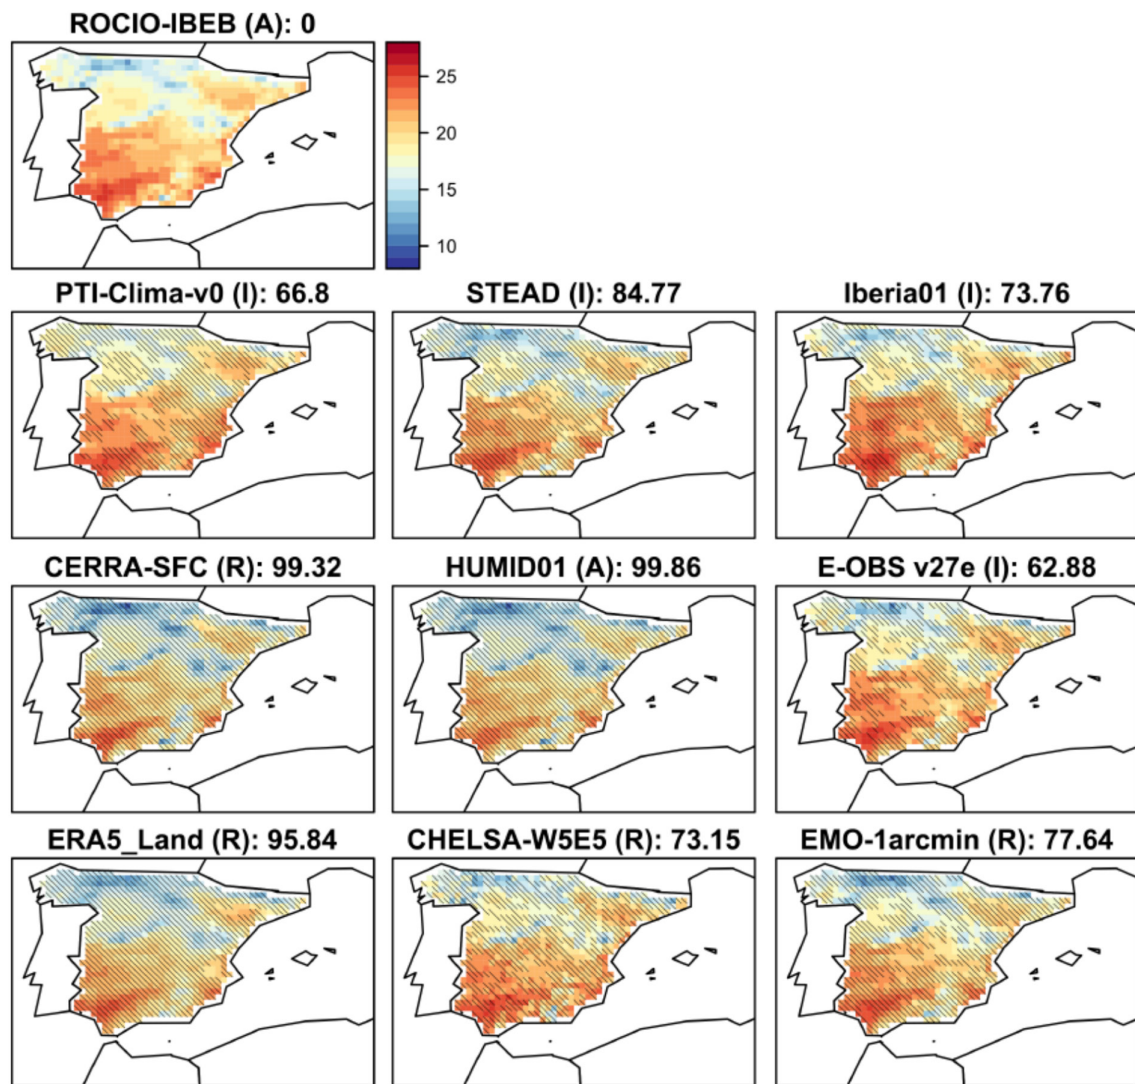 ROCIO-IBEB (A): 0
25
20
15
10
PTI-Clima-v0 (I): 66.8
STEAD (I): 84.77
Iberia01 (I): 73.76
CERRA-SFC (R): 99.32
HUMID01 (A): 99.86
E-OBS v27e (I): 62.88
ERA5_Land (R): 95.84
CHELSA-W5E5 (R): 73.15
EMO-1arcmin (R): 77.64